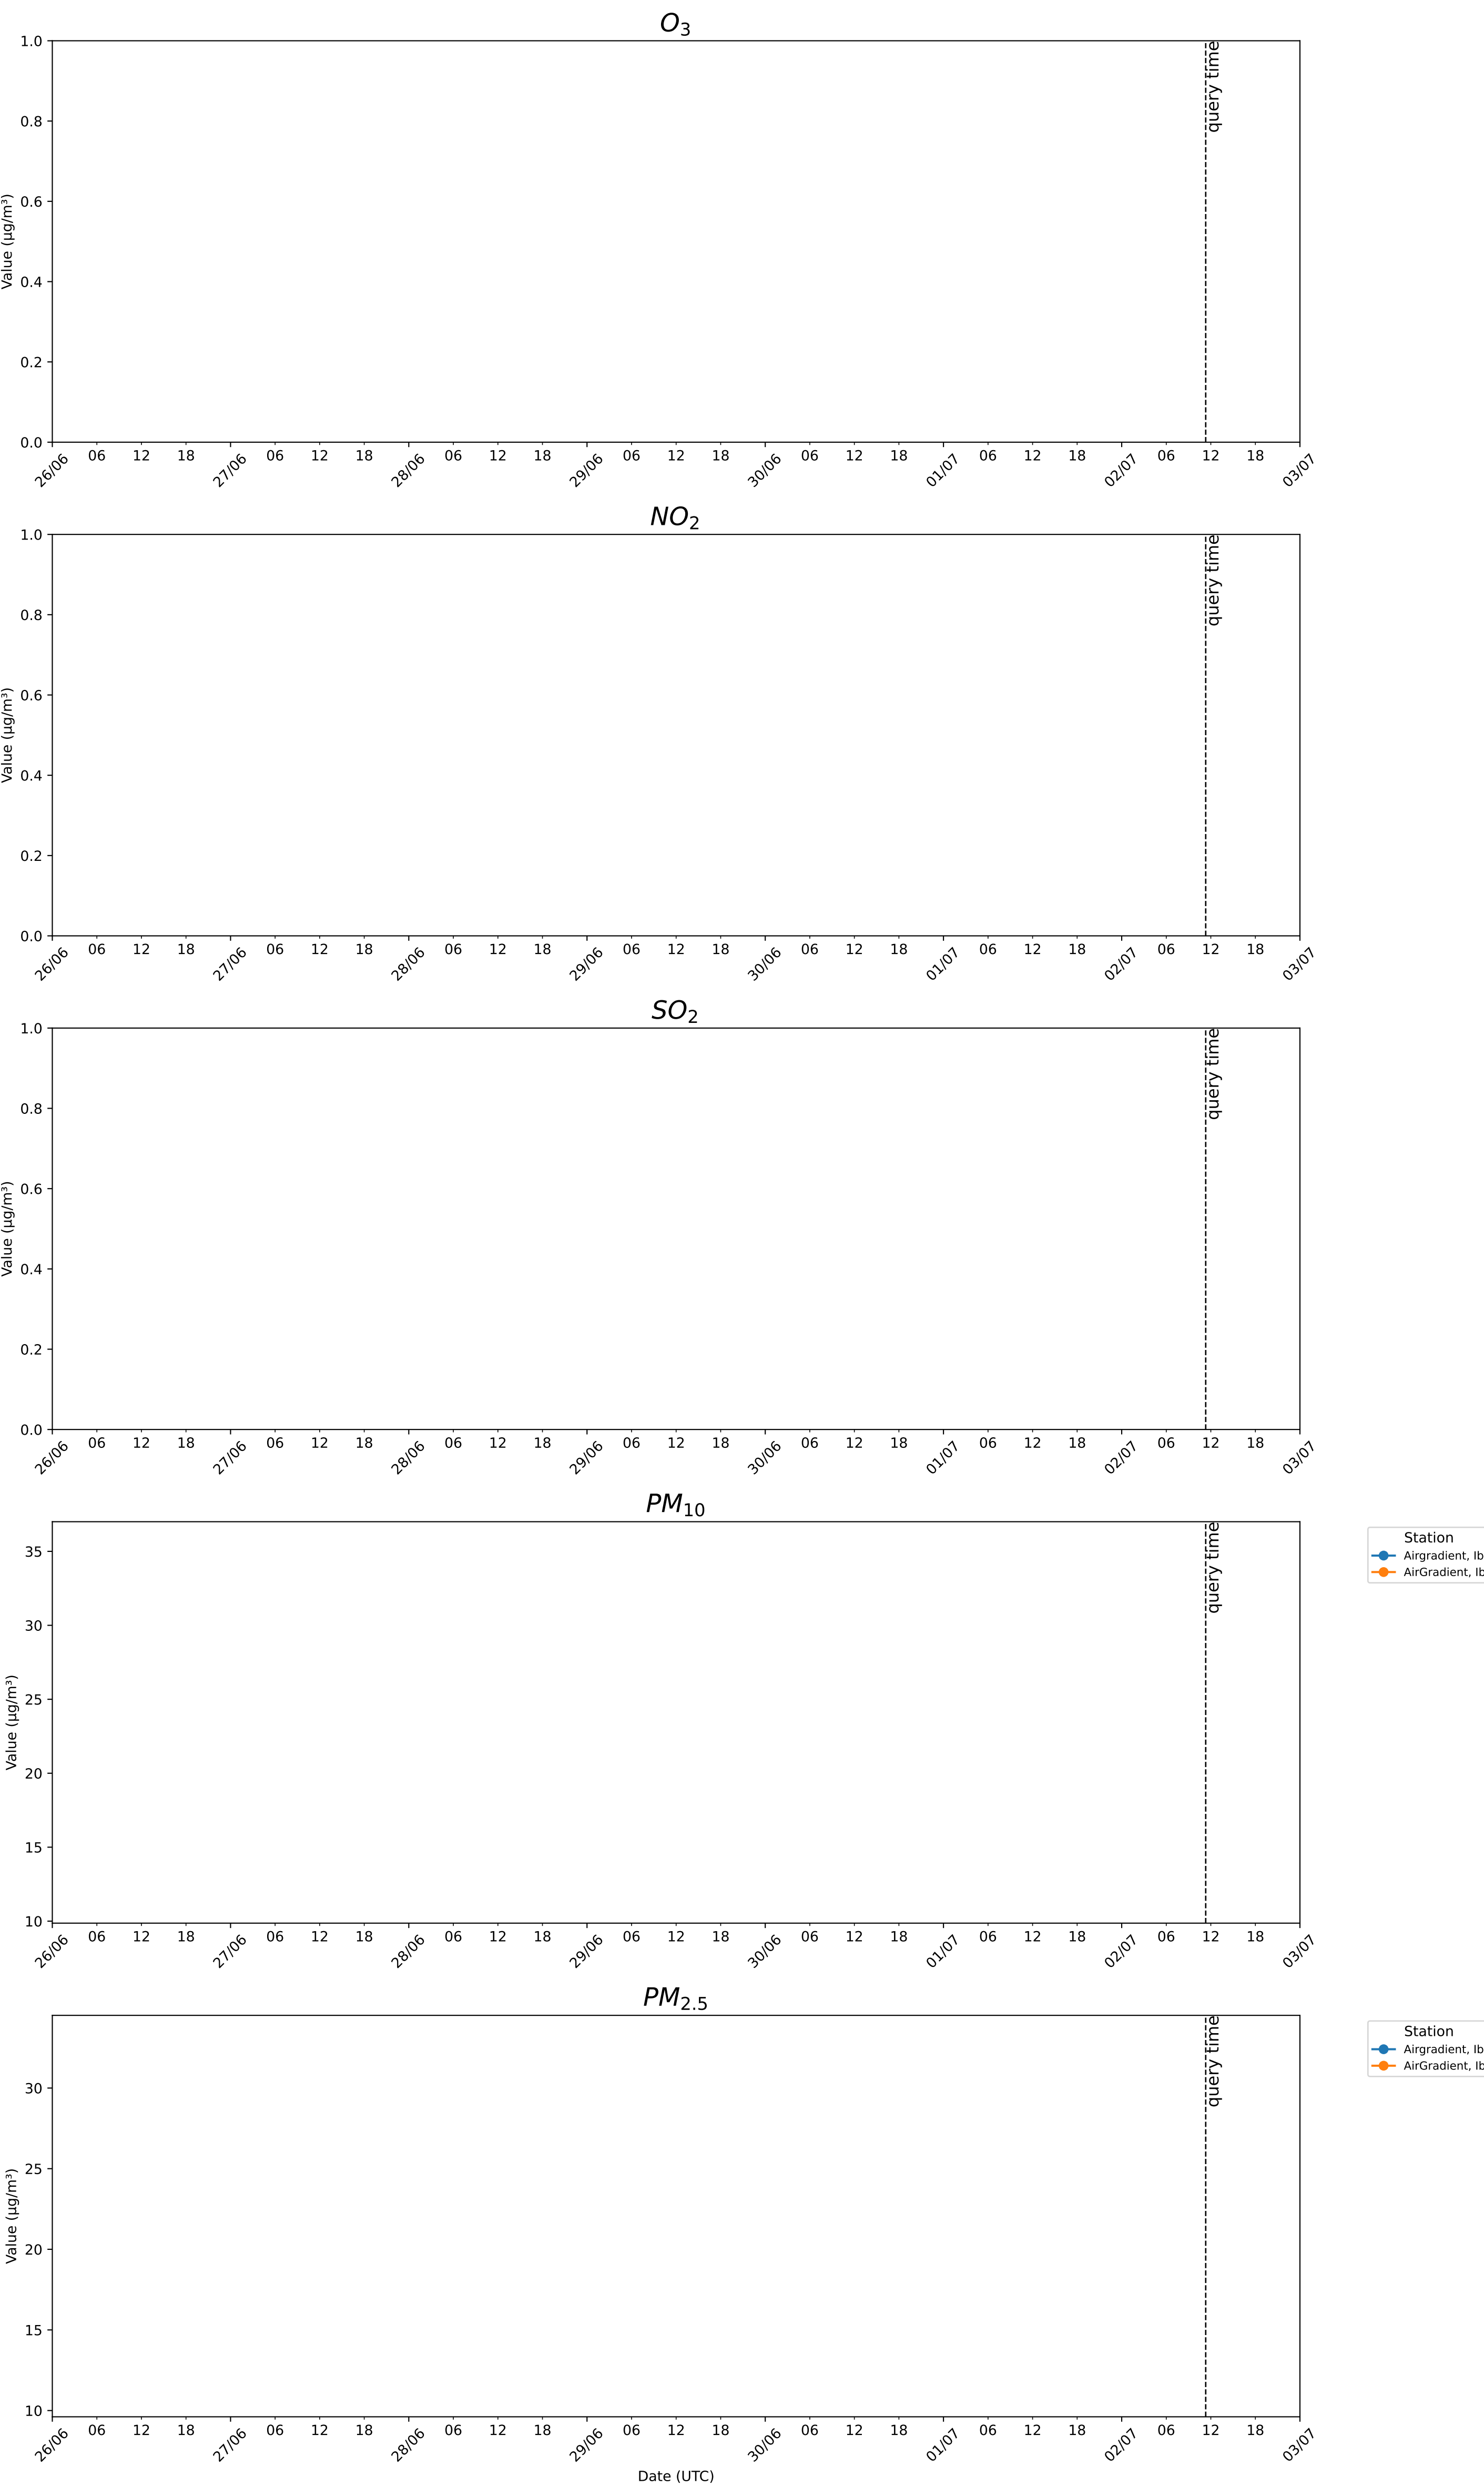 O3
1.0
0.8
0.6
0.4
0.2
0.0
Value (µg/m³)
query time
26/06 06 12 18 27/06 06 12 18 28/06 06 12 18 29/06 06 12 18 30/06 06 12 18 01/07 06 12 18 02/07 06 12 18 03/07
NO2
1.0
0.8
0.6
0.4
0.2
0.0
Value (µg/m³)
query time
26/06 06 12 18 27/06 06 12 18 28/06 06 12 18 29/06 06 12 18 30/06 06 12 18 01/07 06 12 18 02/07 06 12 18 03/07
SO2
1.0
0.8
0.6
0.4
0.2
0.0
Value (µg/m³)
query time
26/06 06 12 18 27/06 06 12 18 28/06 06 12 18 29/06 06 12 18 30/06 06 12 18 01/07 06 12 18 02/07 06 12 18 03/07
PM10
35
30
25
20
15
10
Value (µg/m³)
query time
Station
Airgradient, Ib
AirGradient, Ib
26/06 06 12 18 27/06 06 12 18 28/06 06 12 18 29/06 06 12 18 30/06 06 12 18 01/07 06 12 18 02/07 06 12 18 03/07
PM2.5
30
25
20
15
10
Value (µg/m³)
query time
Station
Airgradient, Ib
AirGradient, Ib
26/06 06 12 18 27/06 06 12 18 28/06 06 12 18 29/06 06 12 18 30/06 06 12 18 01/07 06 12 18 02/07 06 12 18 03/07
Date (UTC)